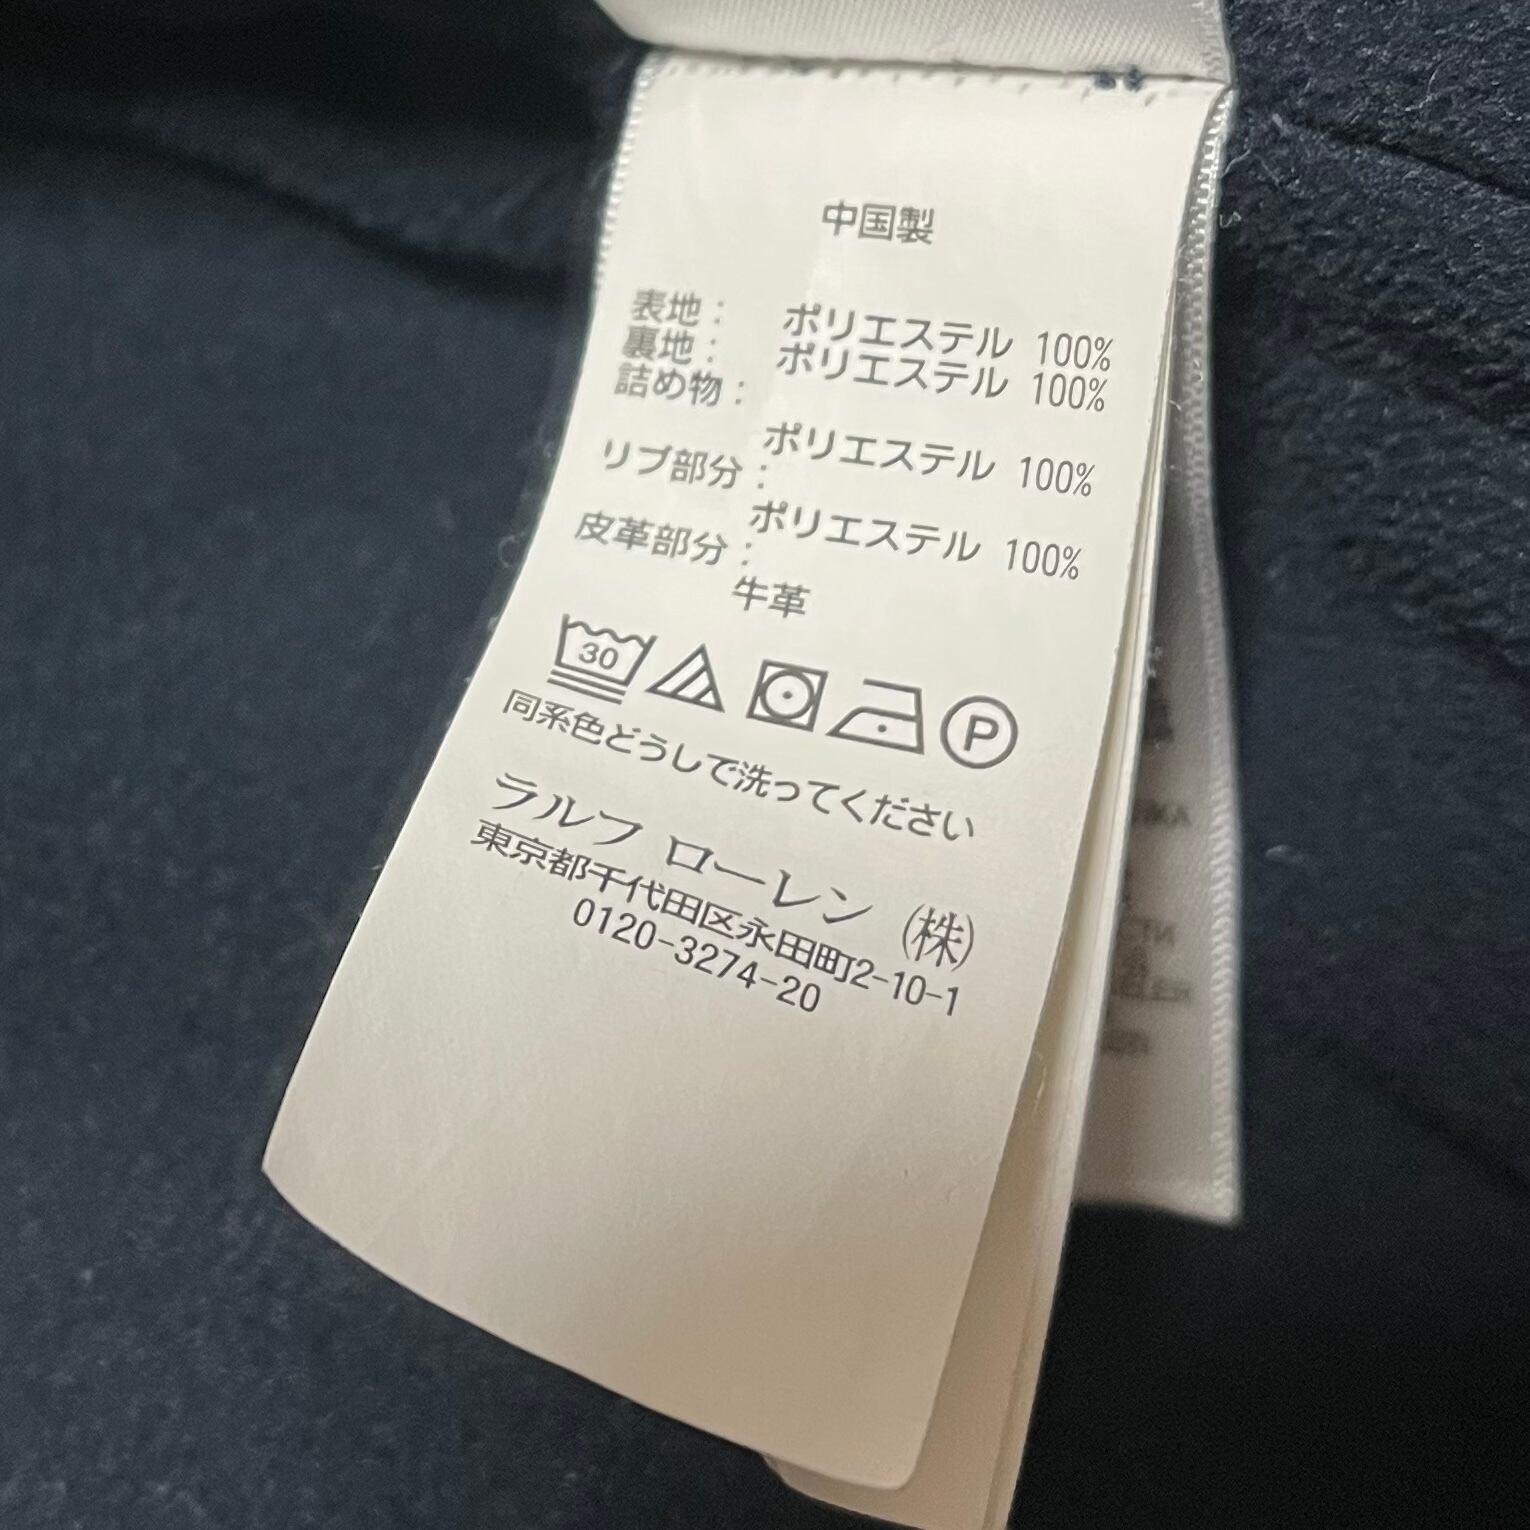 中国製
表地： ポリエステル 100%
裏地： ポリエステル 100%
詰め物：
ポリエステル 100%
リブ部分：
ポリエステル 100%
皮革部分：
牛革
30
P
同系色どうしで洗ってください
ラルフ ローレン (株)
東京都千代田区永田町2-10-1
0120-3274-20